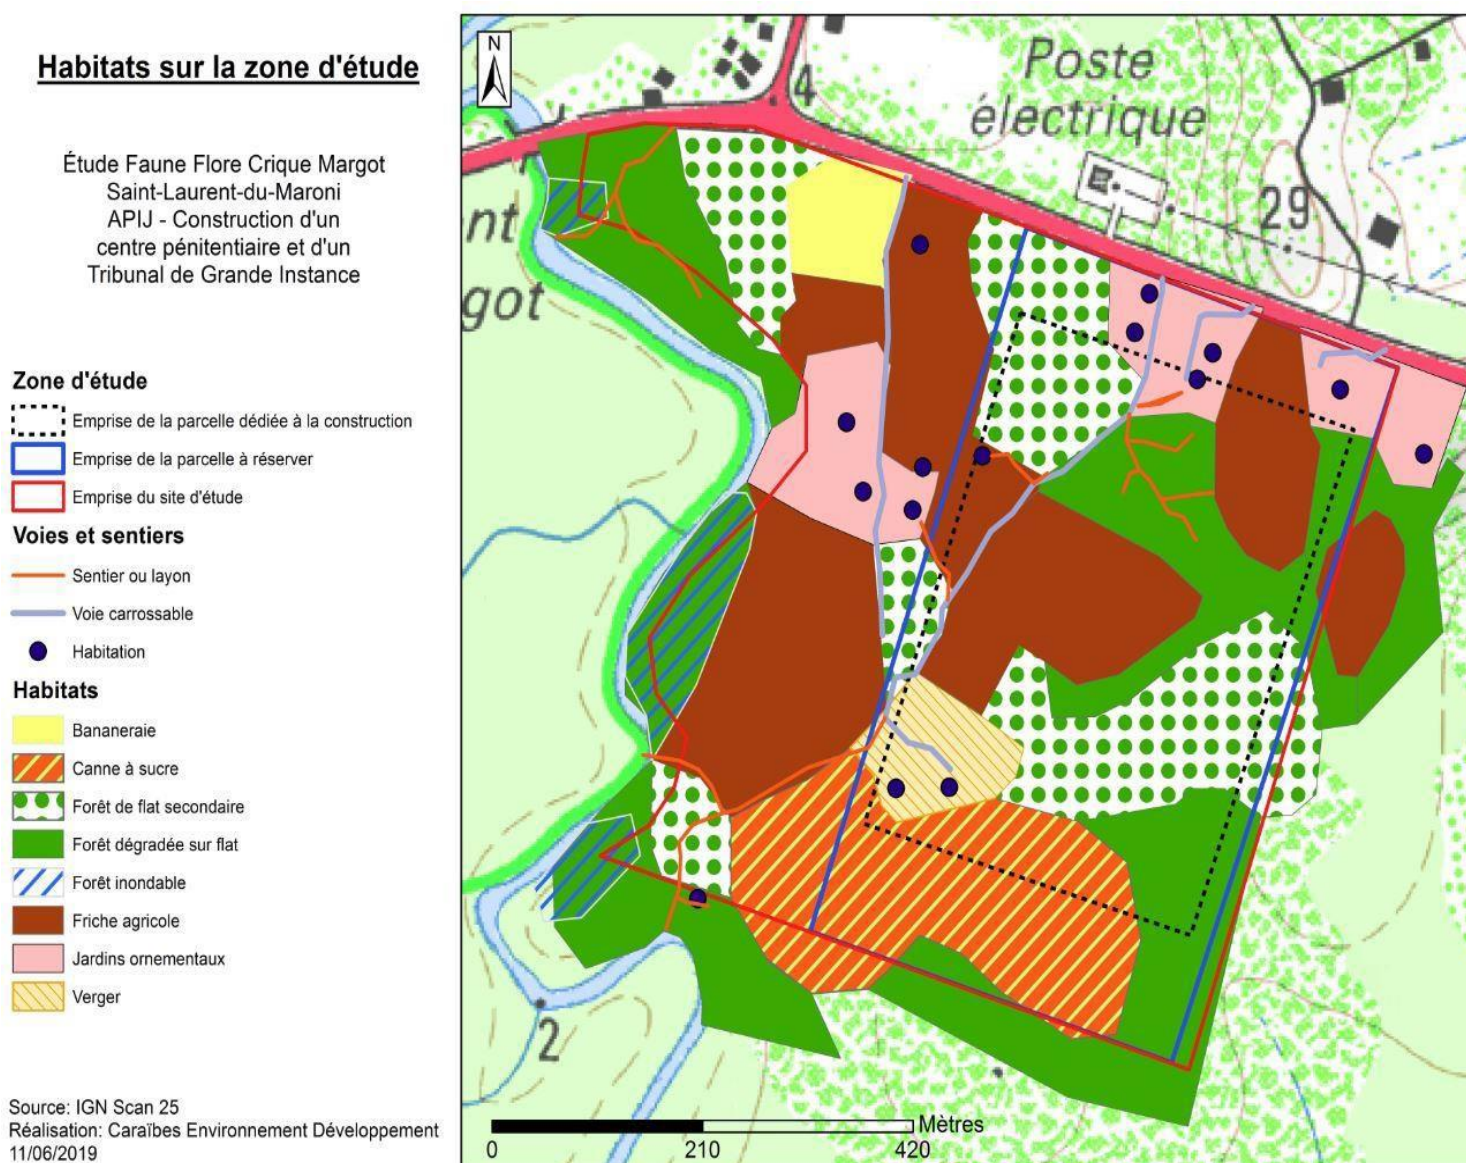 Habitats sur la zone d'étude
Étude Faune Flore Crique Margot
Saint-Laurent-du-Maroni
APIJ - Construction d'un
centre pénitentiaire et d'un
Tribunal de Grande Instance
Zone d'étude
Emprise de la parcelle dédiée à la construction
Emprise de la parcelle à réserver
Emprise du site d'étude
Voies et sentiers
Sentier ou layon
Voie carrossable
Habitation
Habitats
Bananeraie
Canne à sucre
Forêt de flat secondaire
Forêt dégradée sur flat
Forêt inondable
Friche agricole
Jardins ornementaux
Verger
Source: IGN Scan 25
Réalisation: Caraïbes Environnement Développement
11/06/2019
N
4
Poste
électrique
29
nt
got
2
Mètres
0 210 420